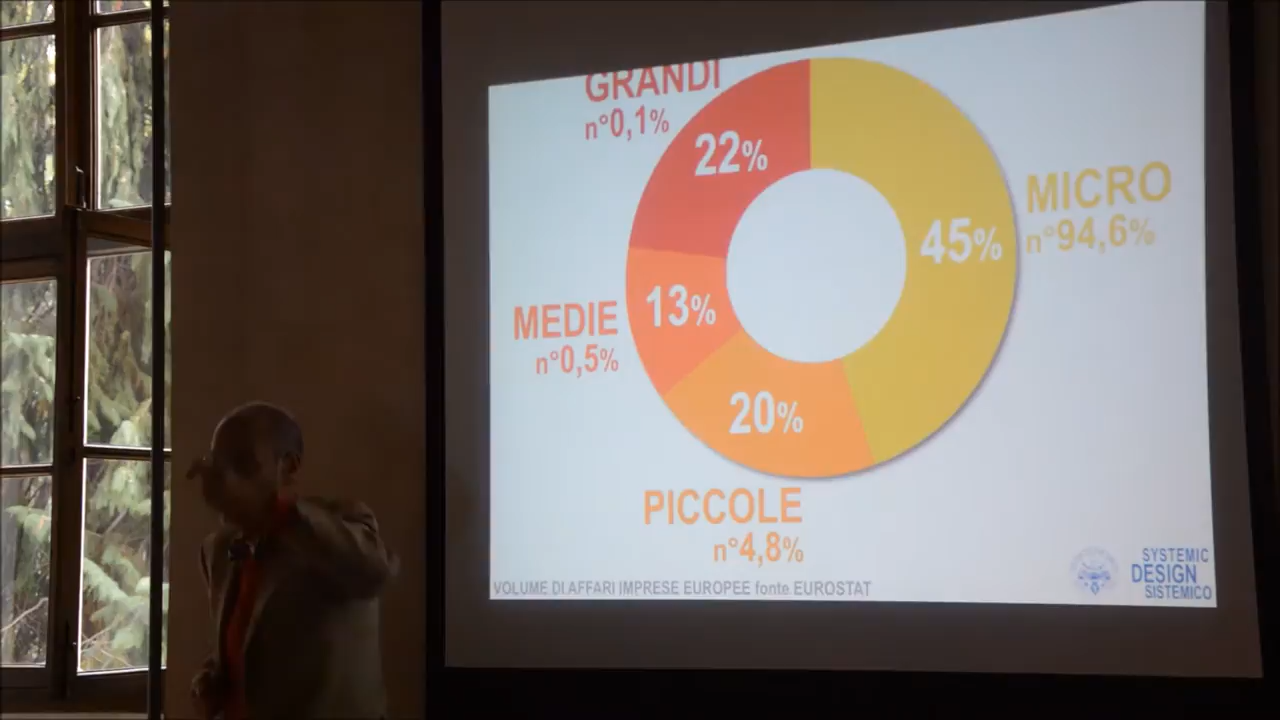 GRANDI
n°0,1%
22%
MICRO
n°94,6%
45%
MEDIE
n°0,5%
13%
20%
PICCOLE
n°4,8%
VOLUME DI AFFARI IMPRESE EUROPEE fonte EUROSTAT
SYSTEMIC
DESIGN
SISTEMICO